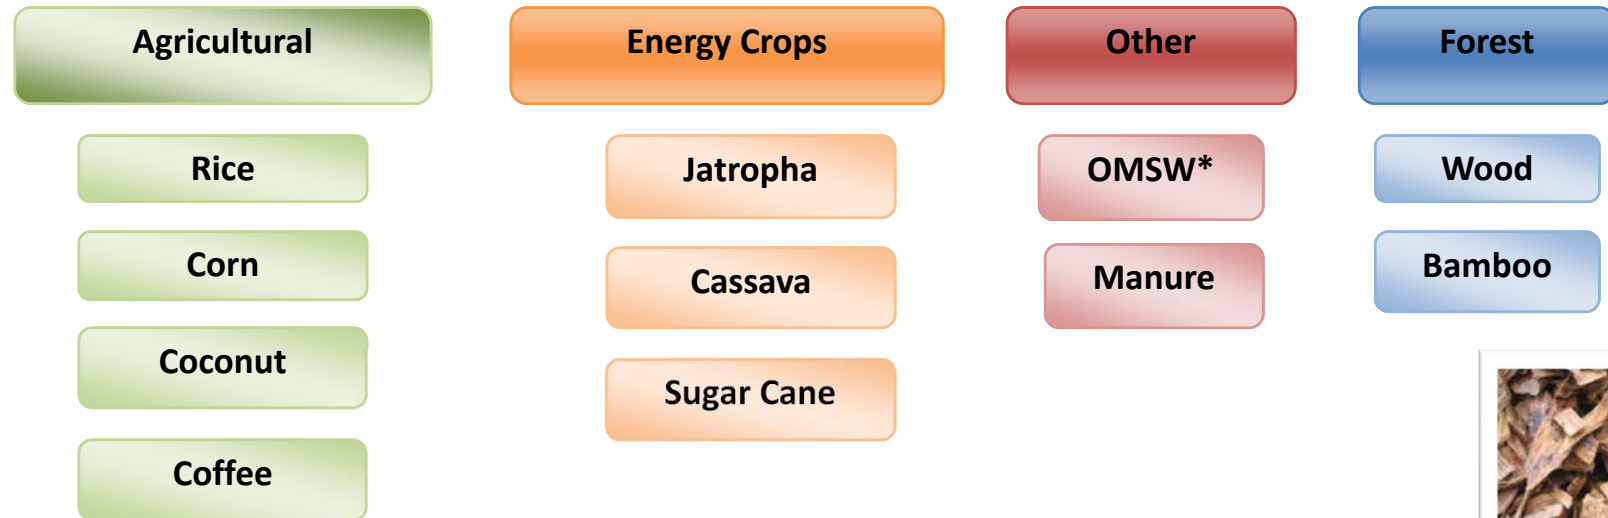 Agricultural
Rice
Corn
Coconut
Coffee
Energy Crops
Jatropha
Cassava
Sugar Cane
Other
OMSW*
Manure
Forest
Wood
Bamboo